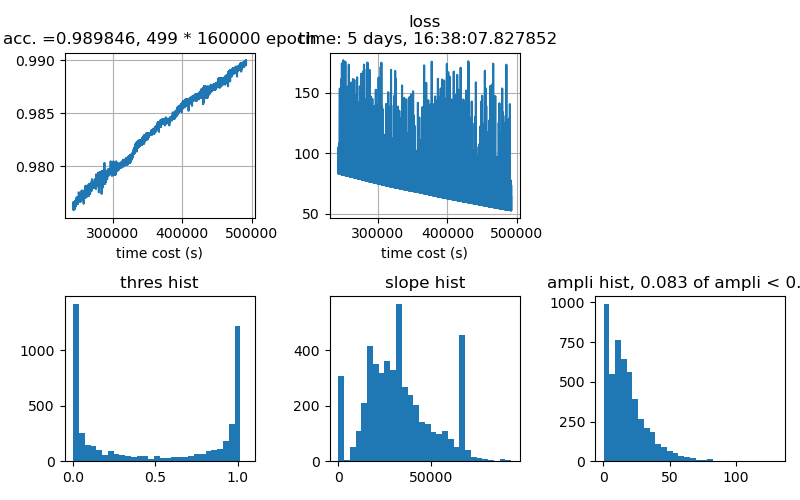 loss
acc. =0.989846, 499 * 160000 epoch
time: 5 days, 16:38:07.827852
0.990
0.985
0.980
150
100
50
300000 400000 500000
300000 400000 500000
time cost (s)
time cost (s)
thres hist
slope hist
ampli hist, 0.083 of ampli < 0.
1000
500
0
400
200
0
1000
750
500
250
0
0.0 0.5 1.0
0 50000
0 50 100